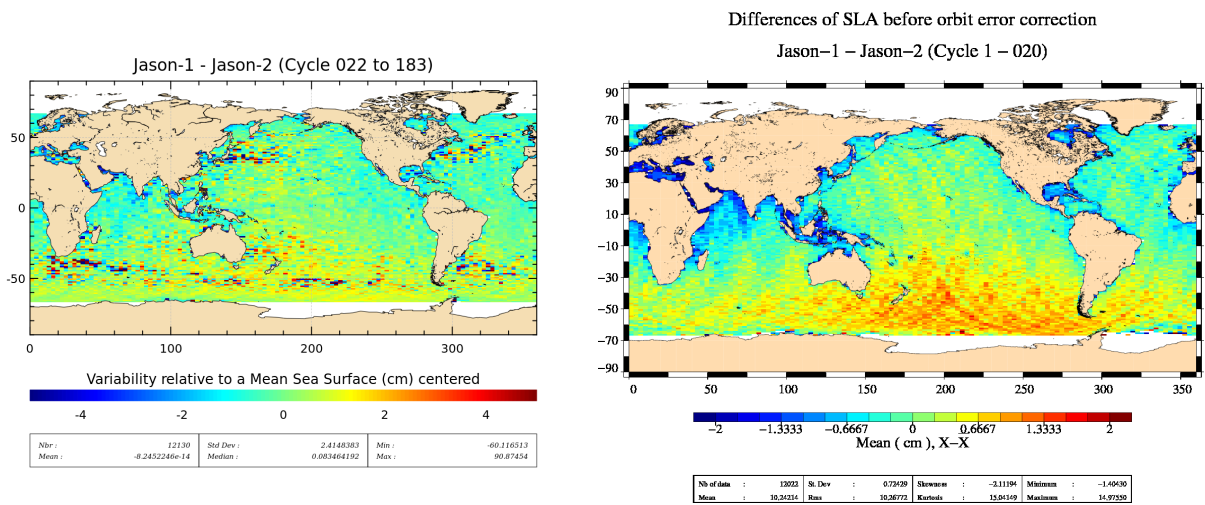 Jason-1 - Jason-2 (Cycle 022 to 183)
50
0
-50
0 100 200 300
Variability relative to a Mean Sea Surface (cm) centered
-4 -2 0 2 4
Nbr : 12130 Std Dev : 2.4148383 Min : -60.116513
Mean : -8.2452246e-14 Median : 0.083464192 Max : 90.87454
Differences of SLA before orbit error correction
Jason−1 − Jason−2 (Cycle 1 − 020)
90
70
50
30
10
−10
−30
−50
−70
−90
0 50 100 150 200 250 300 350
−2 −1.3333 −0.6667 0 0.6667 1.3333 2
Mean ( cm ), X−X
Nb of data : 12022 St. Dev : 0.72429 Skewness : −2.11194 Minimum : −1.40430
Mean : 10.24214 Rms : 10.26772 Kurtosis : 15.04149 Maximum : 14.97550